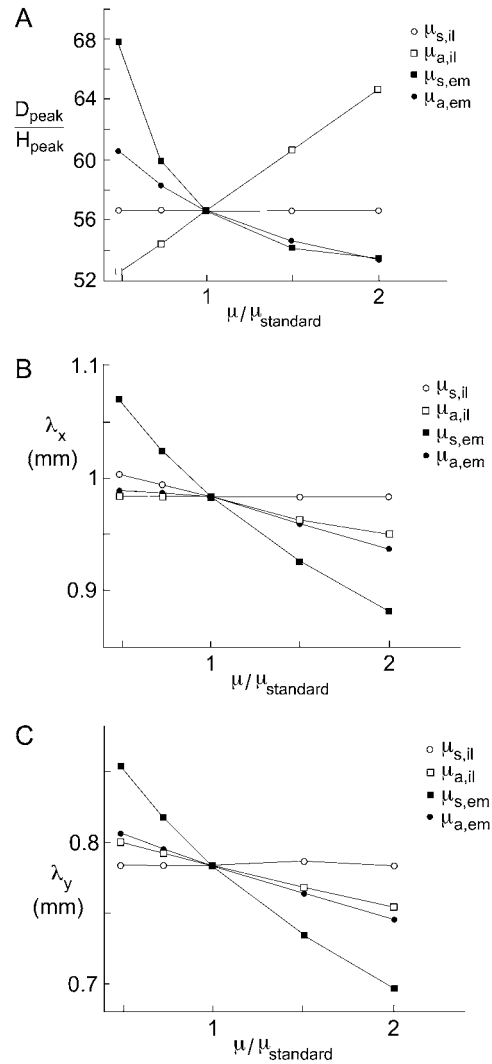 A
68
μs,il
μa,il
μs,em
μa,em
64
Dpeak
Hpeak
60
56
52
1
2
μ/μstandard
B
1.1
μs,il
μa,il
μs,em
μa,em
λx
(mm)
1
0.9
1
2
μ/μstandard
C
μs,il
μa,il
μs,em
μa,em
0.8
λy
(mm)
0.7
1
2
μ/μstandard